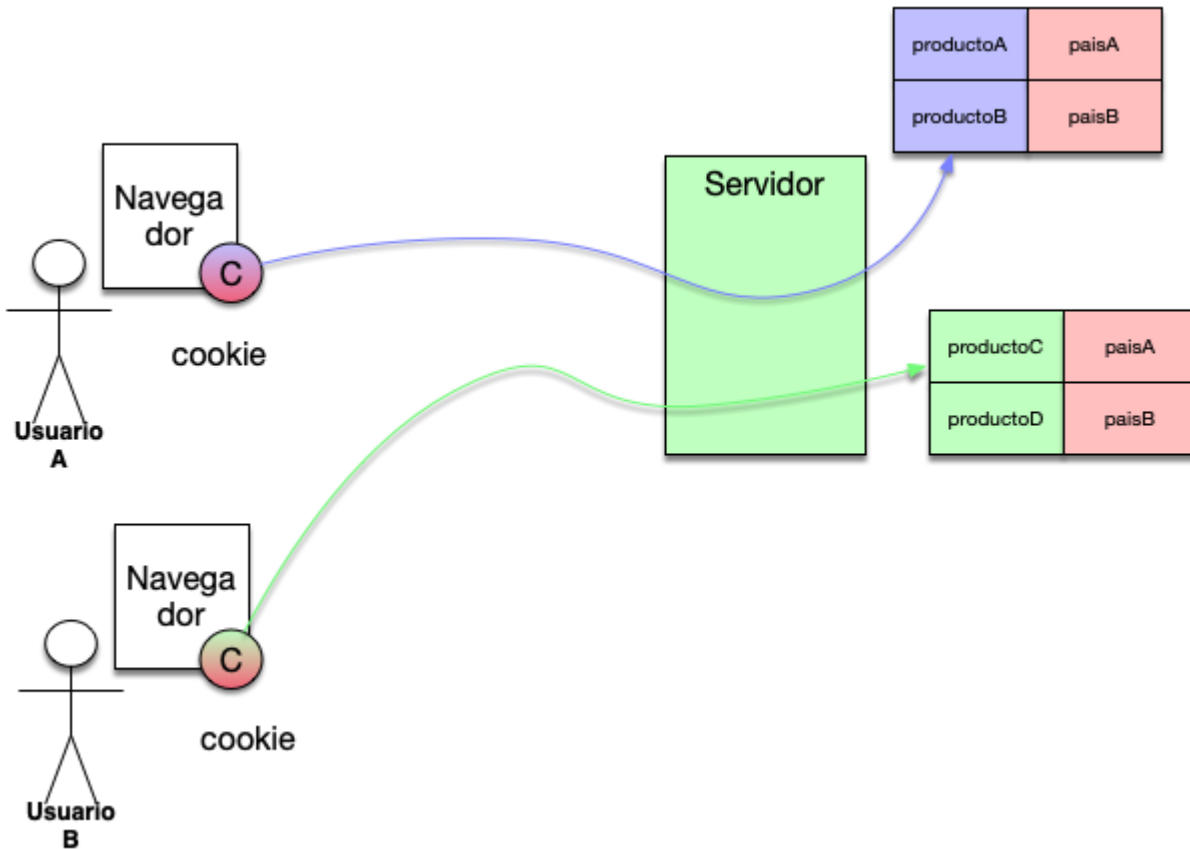 productoA paisA
productoB paisB
Servidor
Navega
dor
C
cookie
Usuario
A
productoC paisA
productoD paisB
Navega
dor
C
cookie
Usuario
B